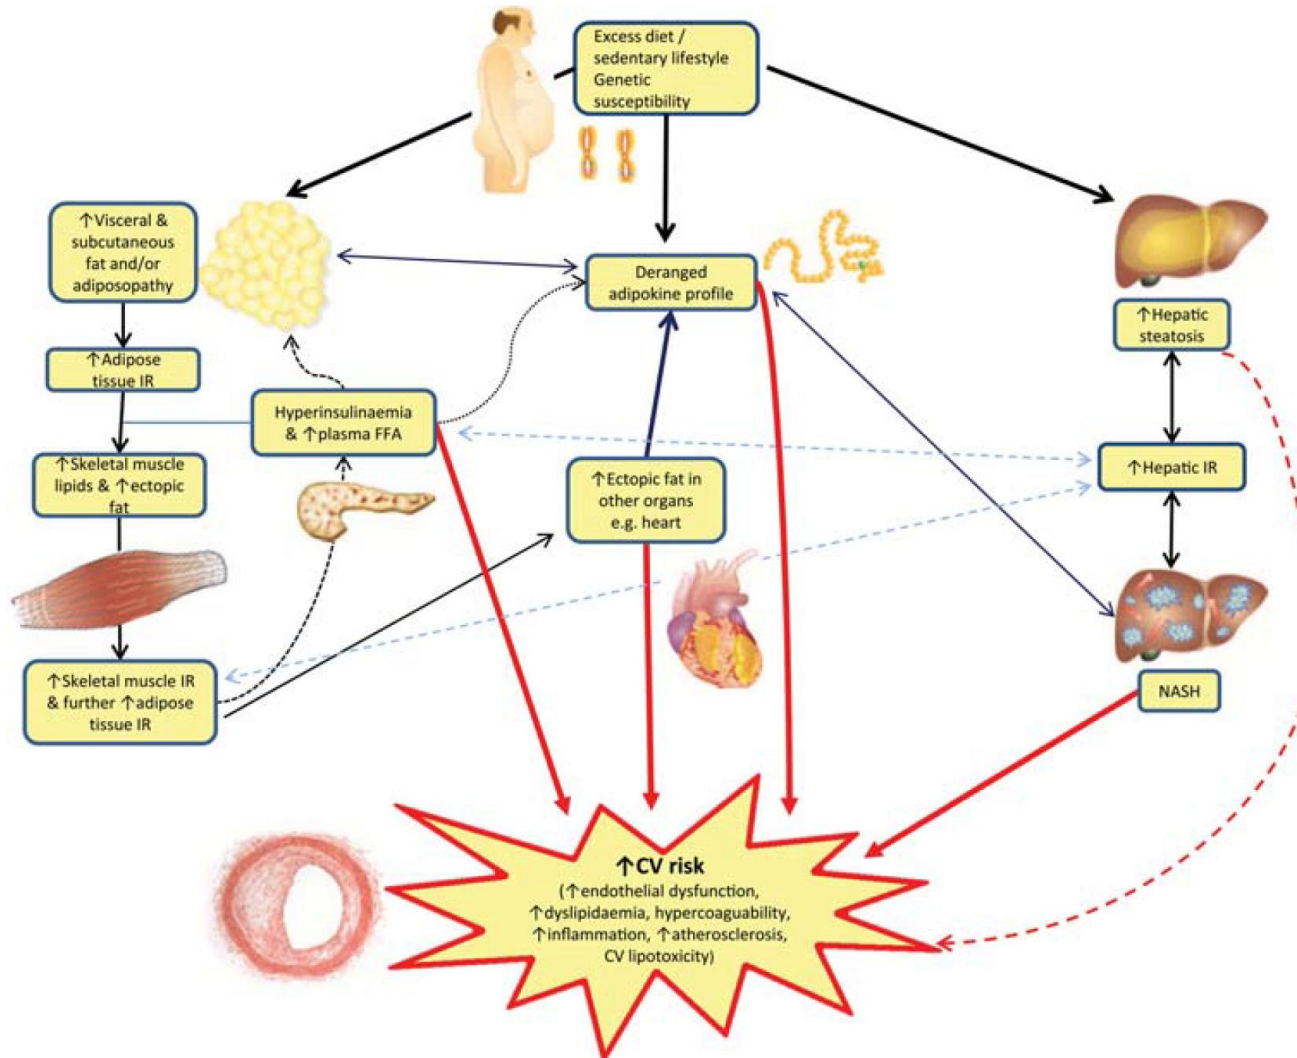 Excess diet /
sedentary lifestyle
Genetic
susceptibility
↑Visceral &
subcutaneous
fat and/or
adiposopathy
Deranged
adipokine profile
↑Hepatic
steatosis
↑Adipose
tissue IR
Hyperinsulinaemia
& ↑plasma FFA
↑Skeletal muscle
lipids & ↑ectopic
fat
↑Ectopic fat in
other organs
e.g. heart
↑Hepatic IR
↑Skeletal muscle IR
& further ↑adipose
tissue IR
NASH
↑CV risk
(↑endothelial dysfunction,
↑dyslipidaemia, hypercoaguability,
↑inflammation, ↑atherosclerosis,
CV lipotoxicity)